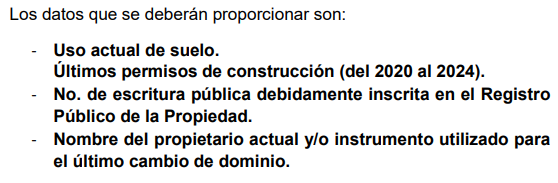 Los datos que se deberán proporcionar son:
- Uso actual de suelo.
Últimos permisos de construcción (del 2020 al 2024).
- No. de escritura pública debidamente inscrita en el Registro
Público de la Propiedad.
- Nombre del propietario actual y/o instrumento utilizado para
el último cambio de dominio.